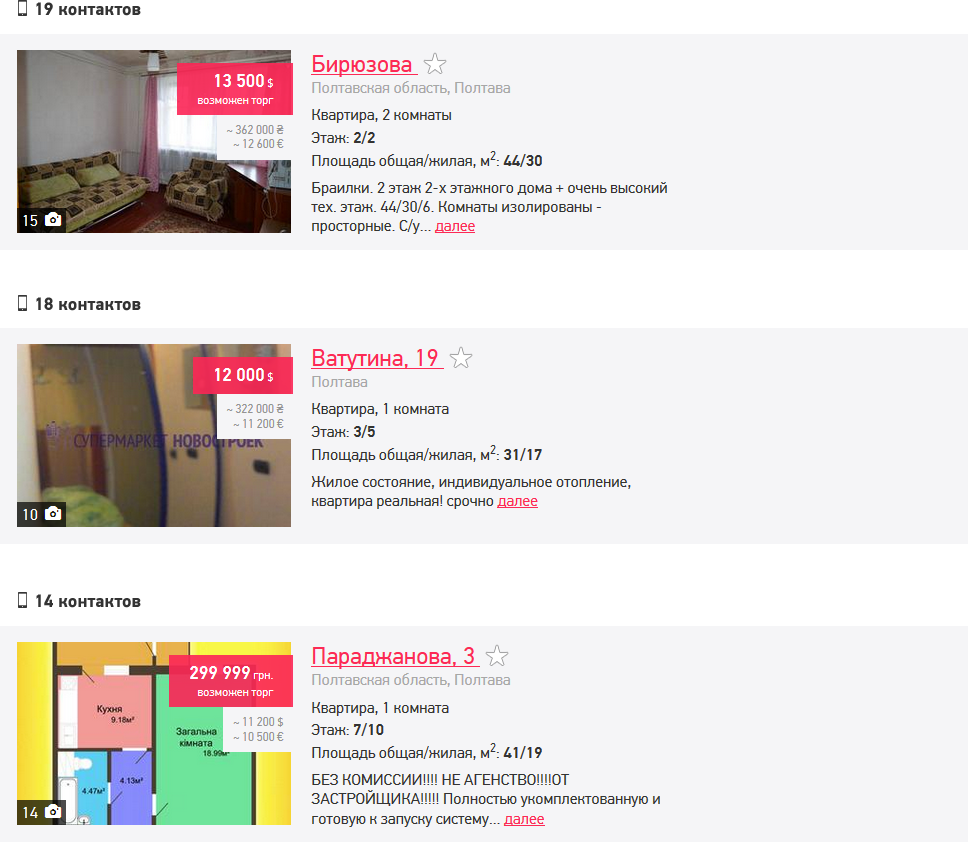 19 контактов
13 500 $
возможен торг
~ 362 000 ₴
~ 12 600 €
15
Бирюзова
Полтавская область, Полтава
Квартира, 2 комнаты
Этаж: 2/2
Площадь общая/жилая, м²: 44/30
Браилки. 2 этаж 2-х этажного дома + очень высокий
тех. этаж. 44/30/6. Комнаты изолированы -
просторные. С/у... далее
18 контактов
12 000 $
~ 322 000 ₴
~ 11 200 €
СУПЕРМАРКЕТ НОВОСТРОЕК
10
Ватутина, 19
Полтава
Квартира, 1 комната
Этаж: 3/5
Площадь общая/жилая, м²: 31/17
Жилое состояние, индивидуальное отопление,
квартира реальная! срочно далее
14 контактов
299 999 грн.
возможен торг
~ 11 200 $
~ 10 500 €
Кухня
9.18м²
Загальна
кімната
18.99м²
4.13м²
4.47м²
14
Параджанова, 3
Полтавская область, Полтава
Квартира, 1 комната
Этаж: 7/10
Площадь общая/жилая, м²: 41/19
БЕЗ КОМИССИИ!!!! НЕ АГЕНСТВО!!!!ОТ
ЗАСТРОЙЩИКА!!!!! Полностью укомплектованную и
готовую к запуску систему... далее